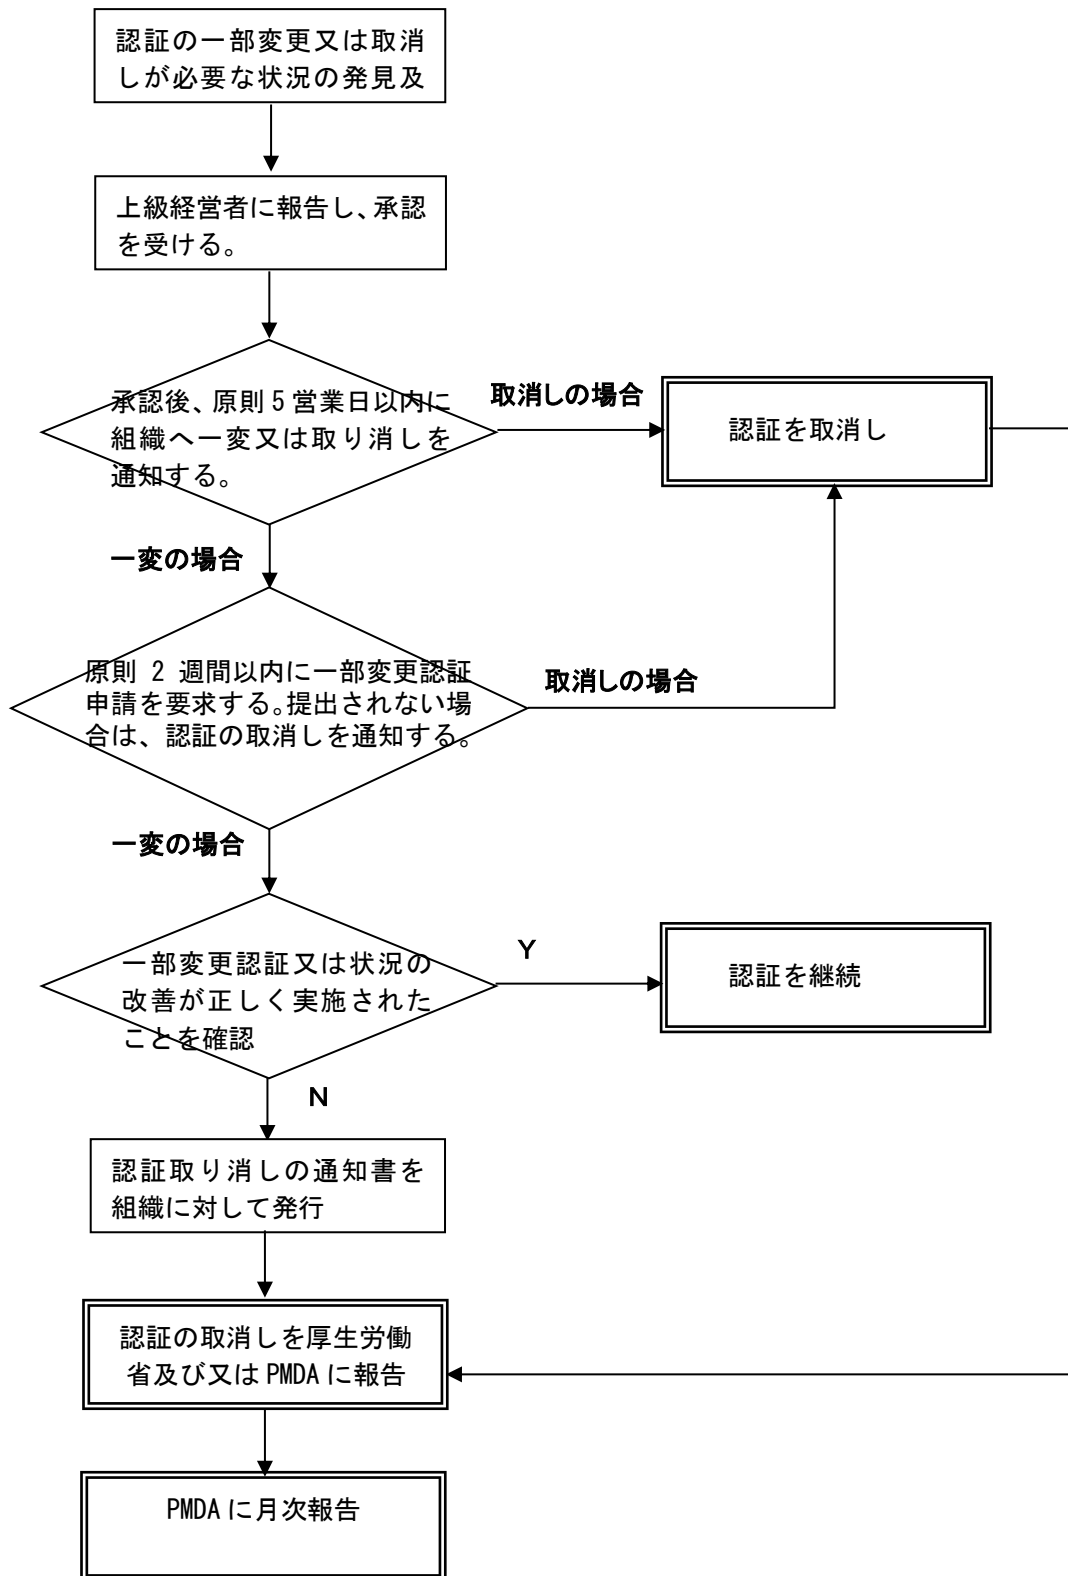 認証の一部変更又は取消
しが必要な状況の発見及
上級経営者に報告し、承認
を受ける。
承認後、原則5営業日以内に
組織へ一変又は取り消しを
通知する。
取消しの場合
認証を取消し
一変の場合
原則 2 週間以内に一部変更認証
申請を要求する。提出されない場
合は、認証の取消しを通知する。
取消しの場合
一変の場合
一部変更認証又は状況の
改善が正しく実施された
ことを確認
Y
認証を継続
N
認証取り消しの通知書を
組織に対して発行
認証の取消しを厚生労働
省及び又は PMDA に報告
PMDA に月次報告